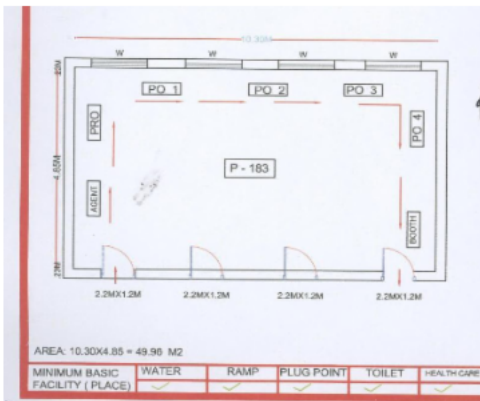 10.30M
W W W W
PO 1 PO 2 PO 3
PRO
PO 4
4.85M
P - 183
AGENT
BOOTH
.23M
2.2MX1.2M 2.2MX1.2M 2.2MX1.2M 2.2MX1.2M
AREA: 10.30X4.85 = 49.96 M2
MINIMUM BASIC FACILITY ( PLACE) WATER RAMP PLUG POINT TOILET HEALTH CARE